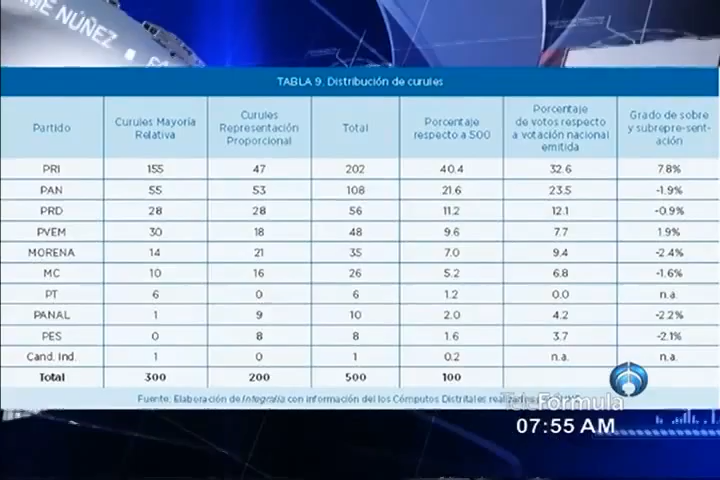 ME NÚÑEZ
TABLA 9. Distribución de curules
Partido | Curules Mayoría Relativa | Curules Representación Proporcional | Total | Porcentaje respecto a 500 | Porcentaje de votos respecto a votación nacional emitida | Grado de sobre y subrepre-sent-ación
PRI 155 47 202 40.4 32.6 7.8%
PAN 55 53 108 21.6 23.5 -1.9%
PRD 28 28 56 11.2 12.1 -0.9%
PVEM 30 18 48 9.6 7.7 1.9%
MORENA 14 21 35 7.0 9.4 -2.4%
MC 10 16 26 5.2 6.8 -1.6%
PT 6 0 6 1.2 0.0 n.a.
PANAL 1 9 10 2.0 4.2 -2.2%
PES 0 8 8 1.6 3.7 -2.1%
Cand. Ind. 1 0 1 0.2 n.a. n.a.
Total 300 200 500 100
Fuente: Elaboración de Integralia con información del los Cómputos Distritales
TeleFórmula
07:55 AM